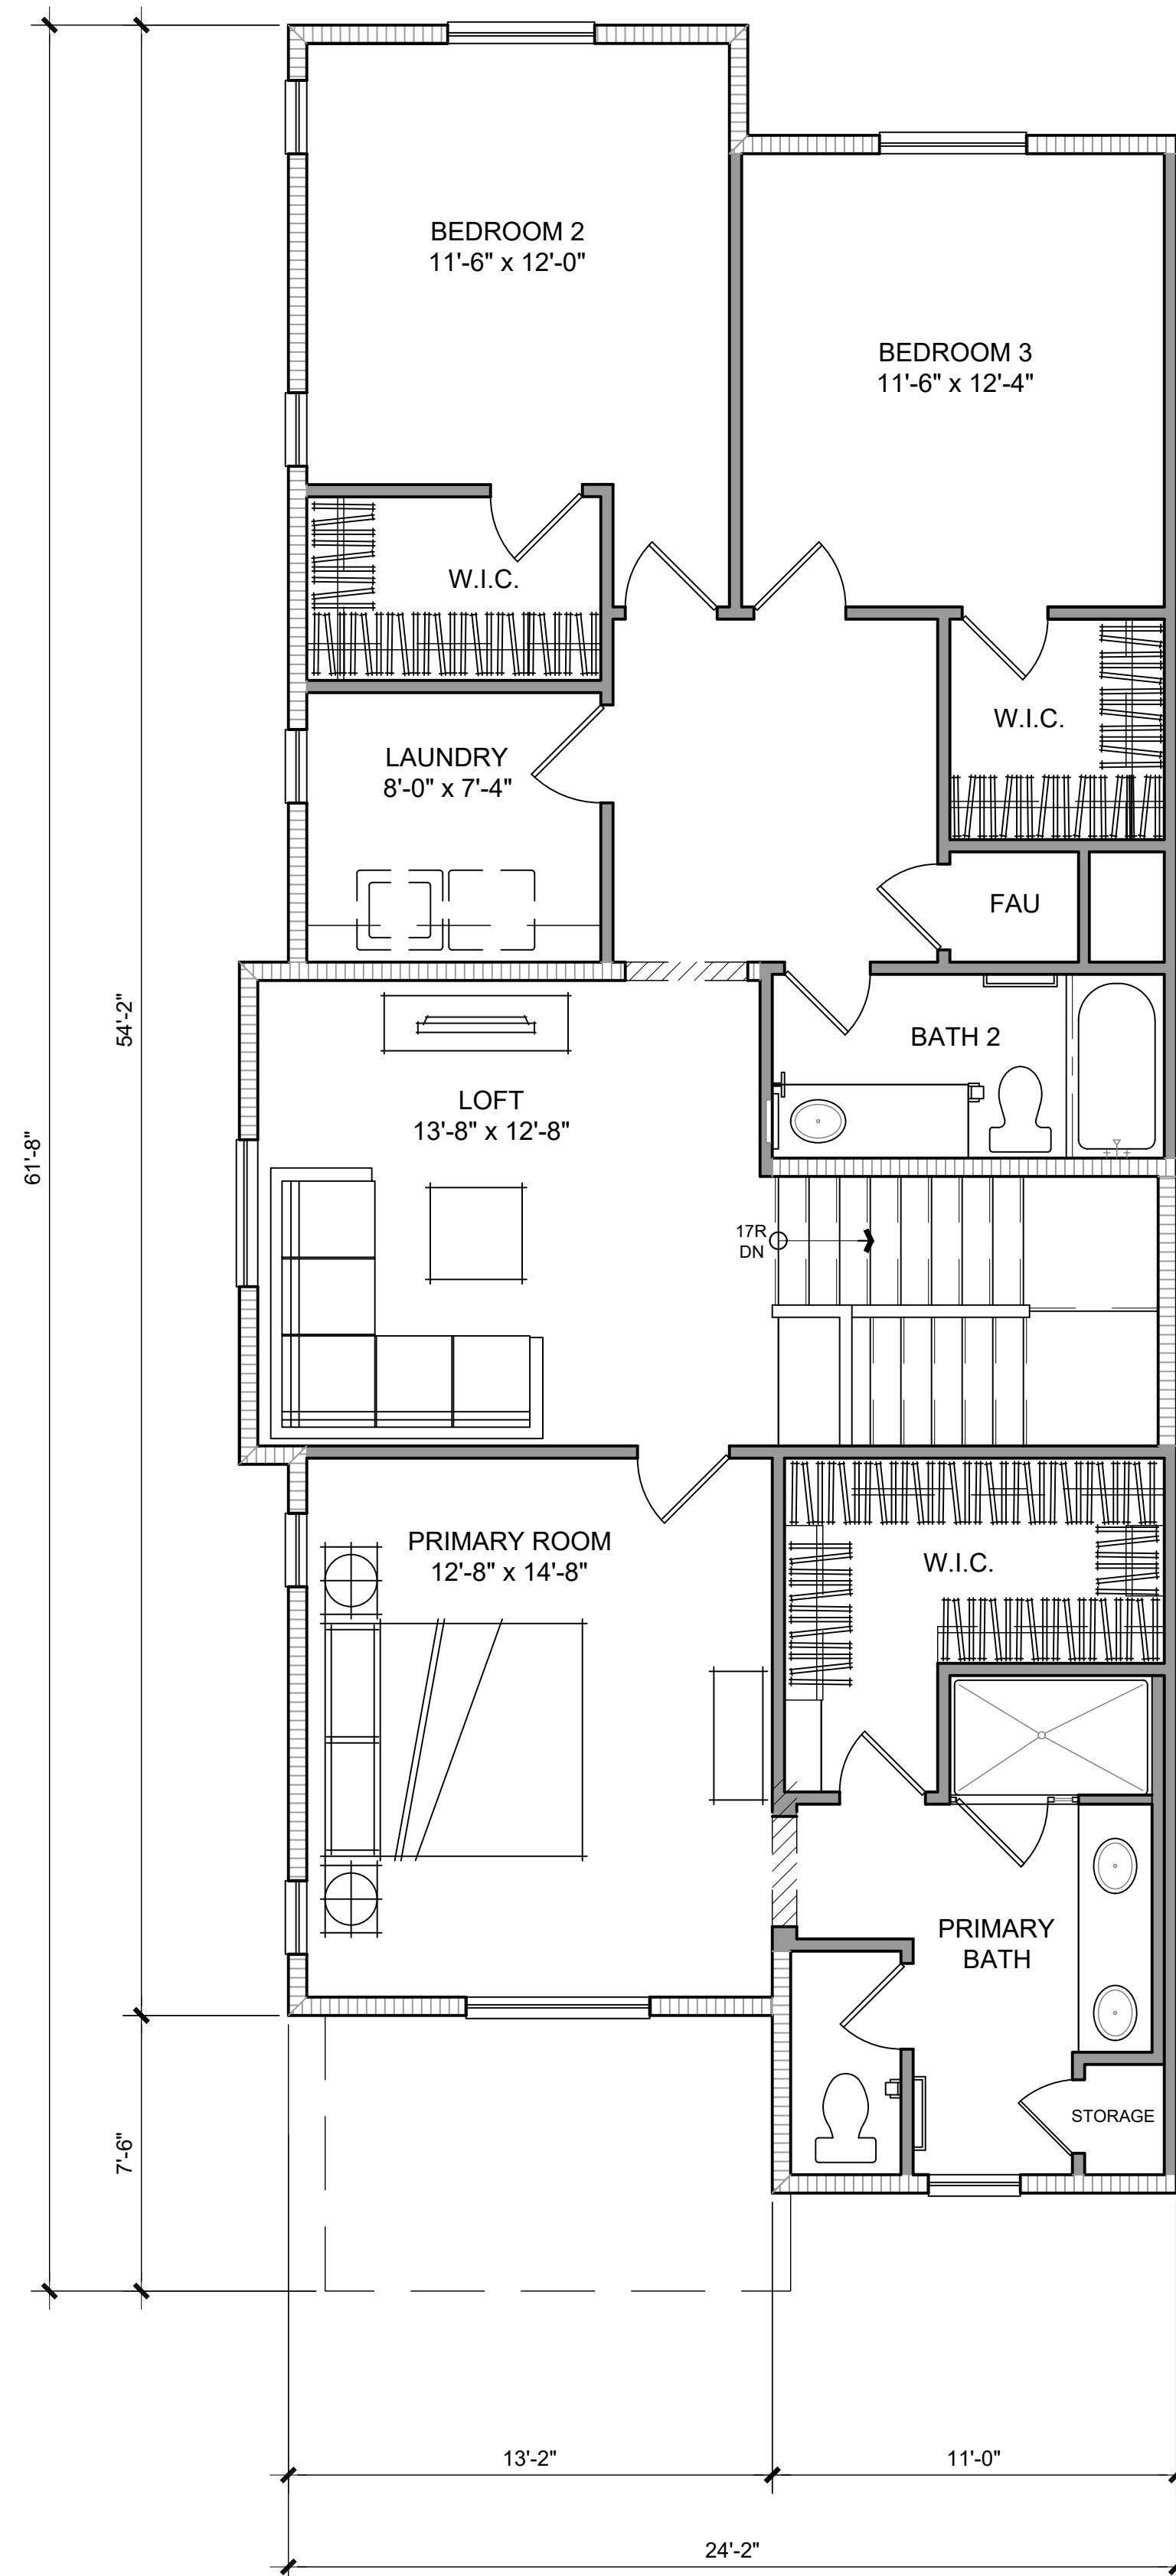 BEDROOM 2
11'-6" x 12'-0"
BEDROOM 3
11'-6" x 12'-4"
W.I.C.
W.I.C.
LAUNDRY
8'-0" x 7'-4"
FAU
54'-2"
BATH 2
LOFT
13'-8" x 12'-8"
61'-8"
17R
DN
PRIMARY ROOM
12'-8" x 14'-8"
W.I.C.
PRIMARY
BATH
STORAGE
7'-6"
13'-2"
11'-0"
24'-2"